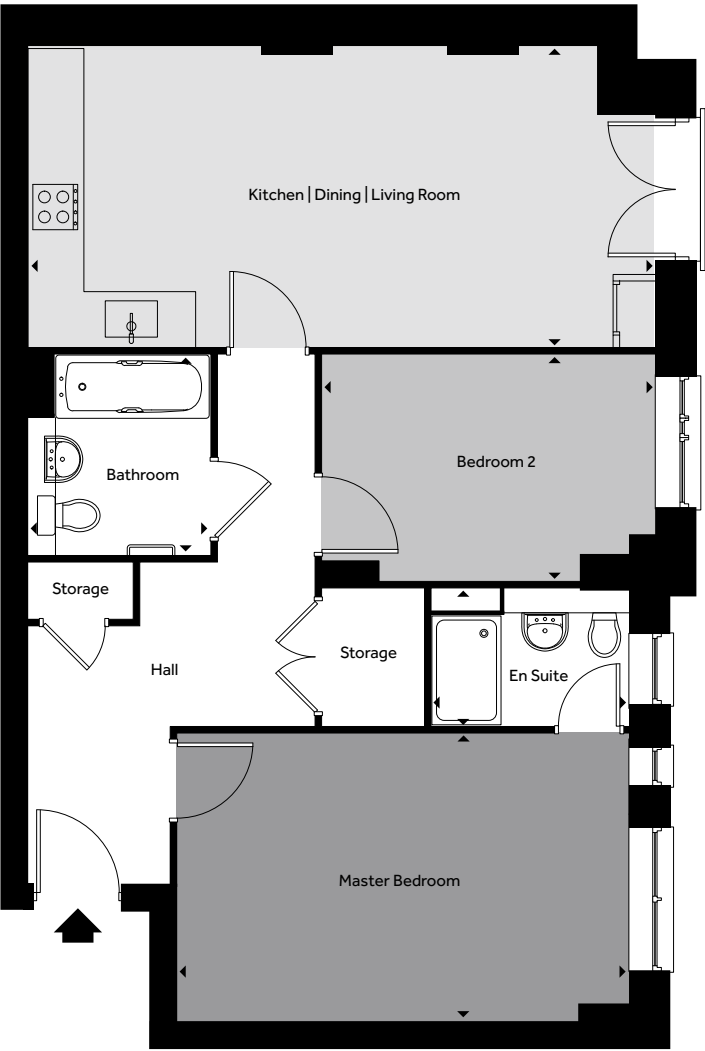 Kitchen | Dining | Living Room
Bedroom 2
Bathroom
Storage
Storage
Hall
En Suite
Master Bedroom